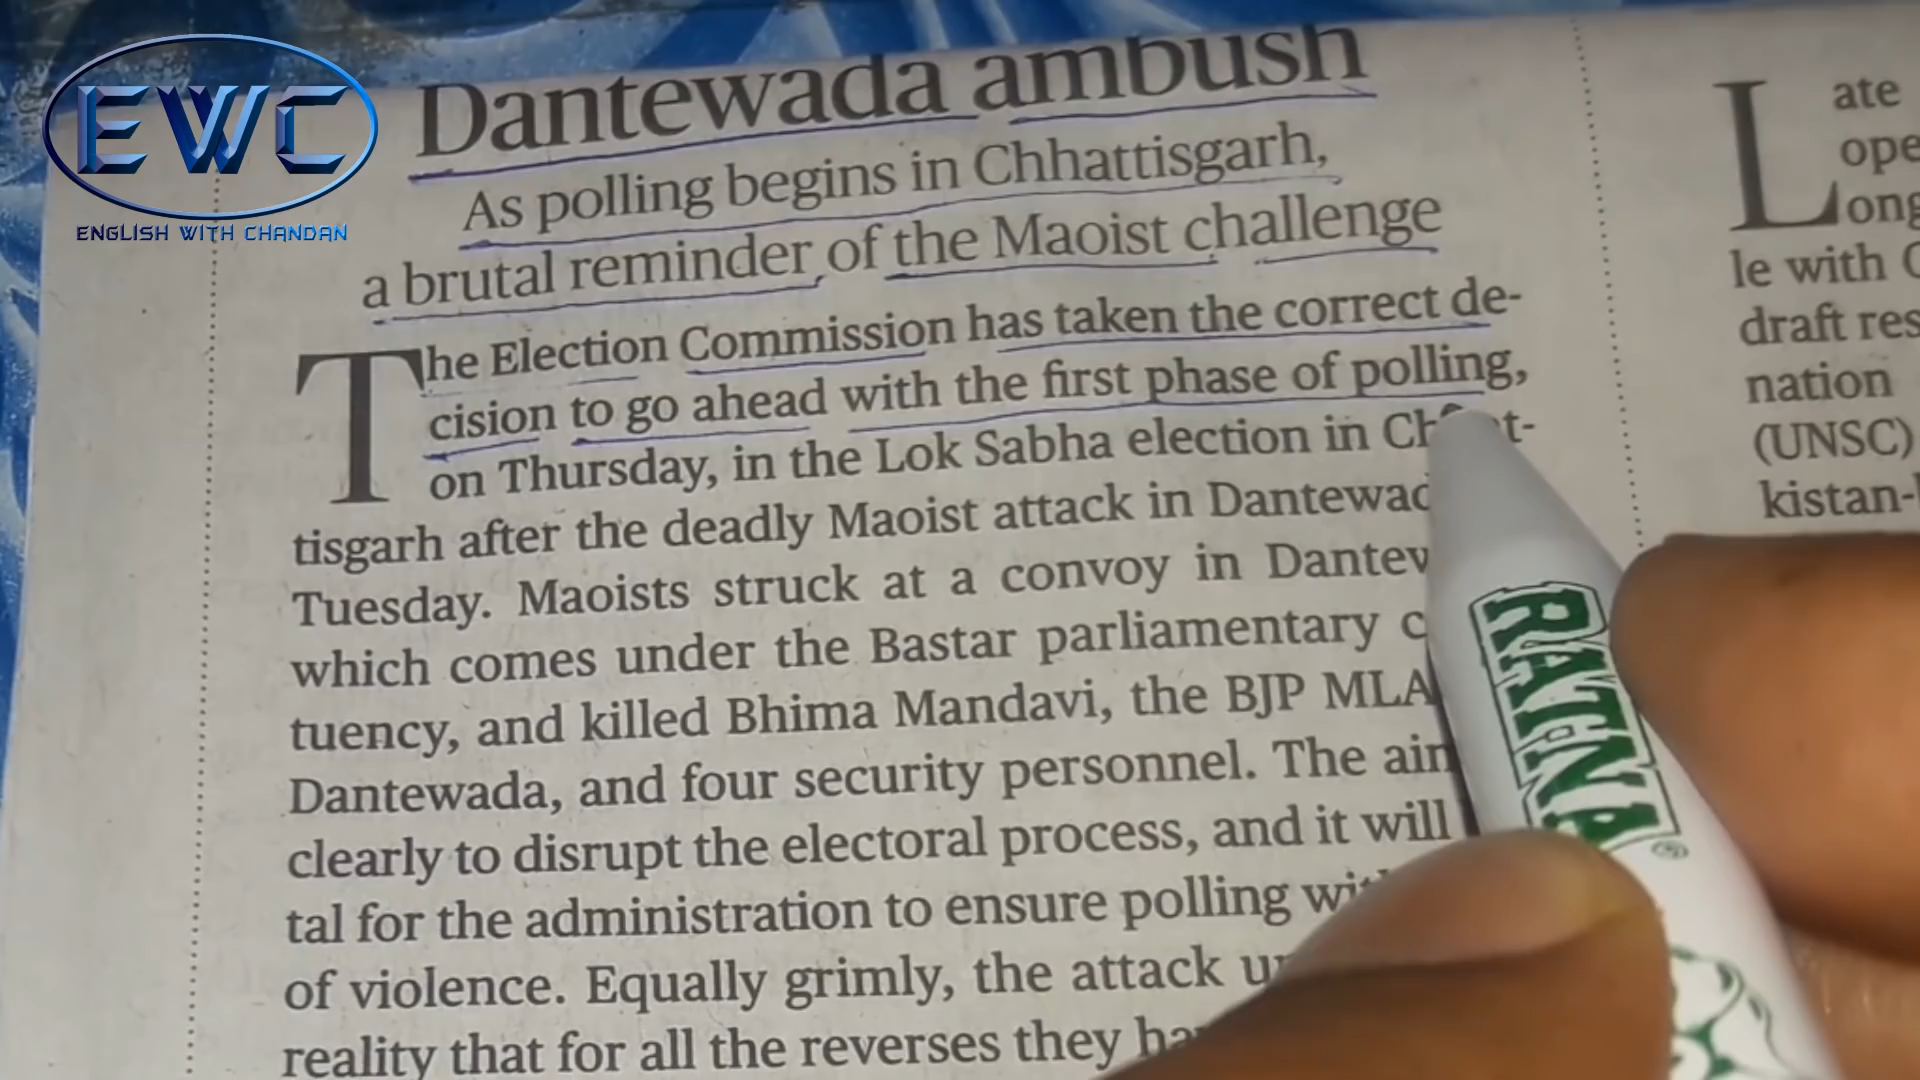 EWC
ENGLISH WITH CHANDAN
Dantewada ambush
As polling begins in Chhattisgarh,
a brutal reminder of the Maoist challenge
The Election Commission has taken the correct de-
cision to go ahead with the first phase of polling,
on Thursday, in the Lok Sabha election in
tisgarh after the deadly Maoist attack in
Tuesday. Maoists struck at a convoy in
which comes under the Bastar parliamentary
tuency, and killed Bhima Mandavi, the BJP MLA
Dantewada, and four security personnel. The
clearly to disrupt the electoral process, and it will
tal for the administration to ensure polling
of violence. Equally grimly, the attack
reality that for all the reverses they
L
ate
ope
ong
le with
draft res
nation
(UNSC)
kistan-
RATNA®